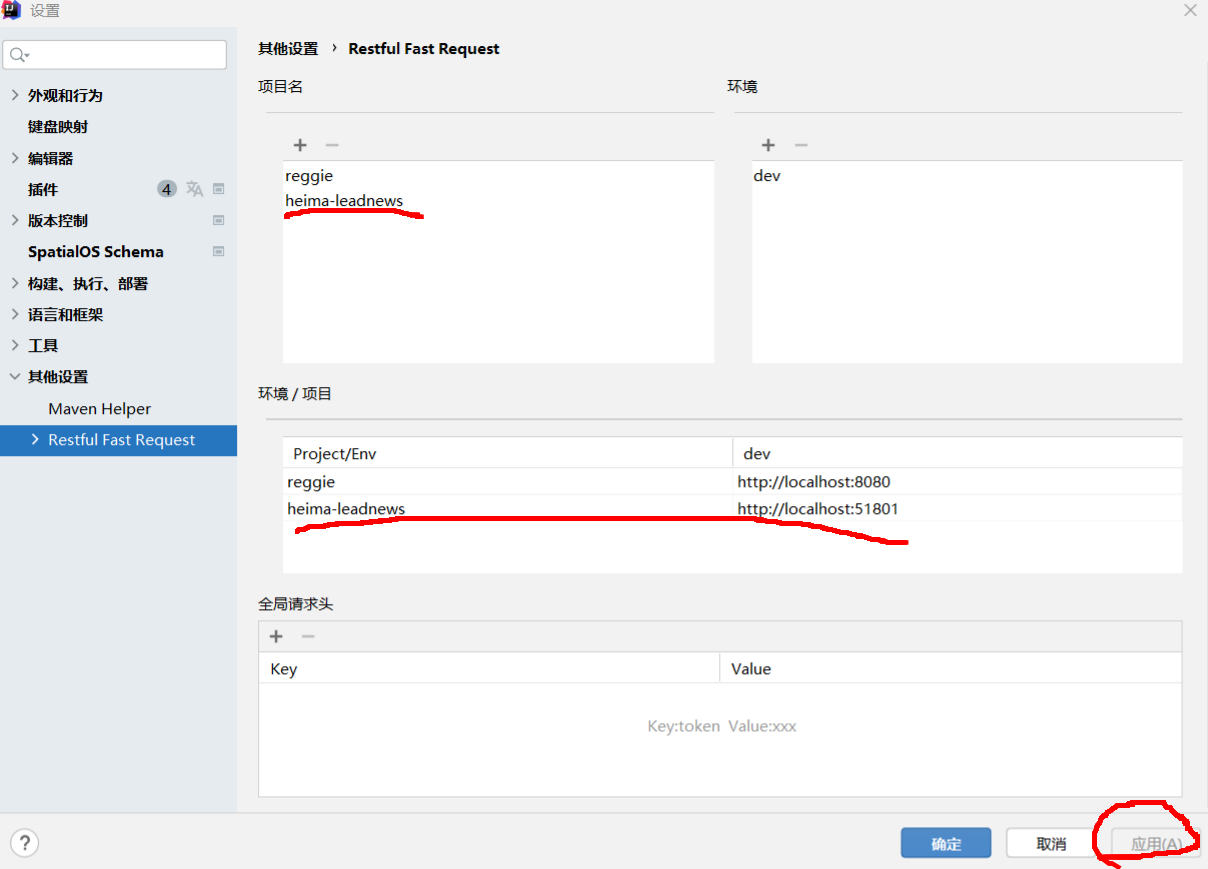 设置
其他设置 › Restful Fast Request
项目名
环境
外观和行为
键盘映射
编辑器
插件 4
版本控制
SpatialOS Schema
构建、执行、部署
语言和框架
工具
其他设置
Maven Helper
Restful Fast Request
reggie
heima-leadnews
dev
环境 / 项目
Project/Env dev
reggie http://localhost:8080
heima-leadnews http://localhost:51801
全局请求头
Key Value
Key:token Value:xxx
? 确定 取消 应用(A)